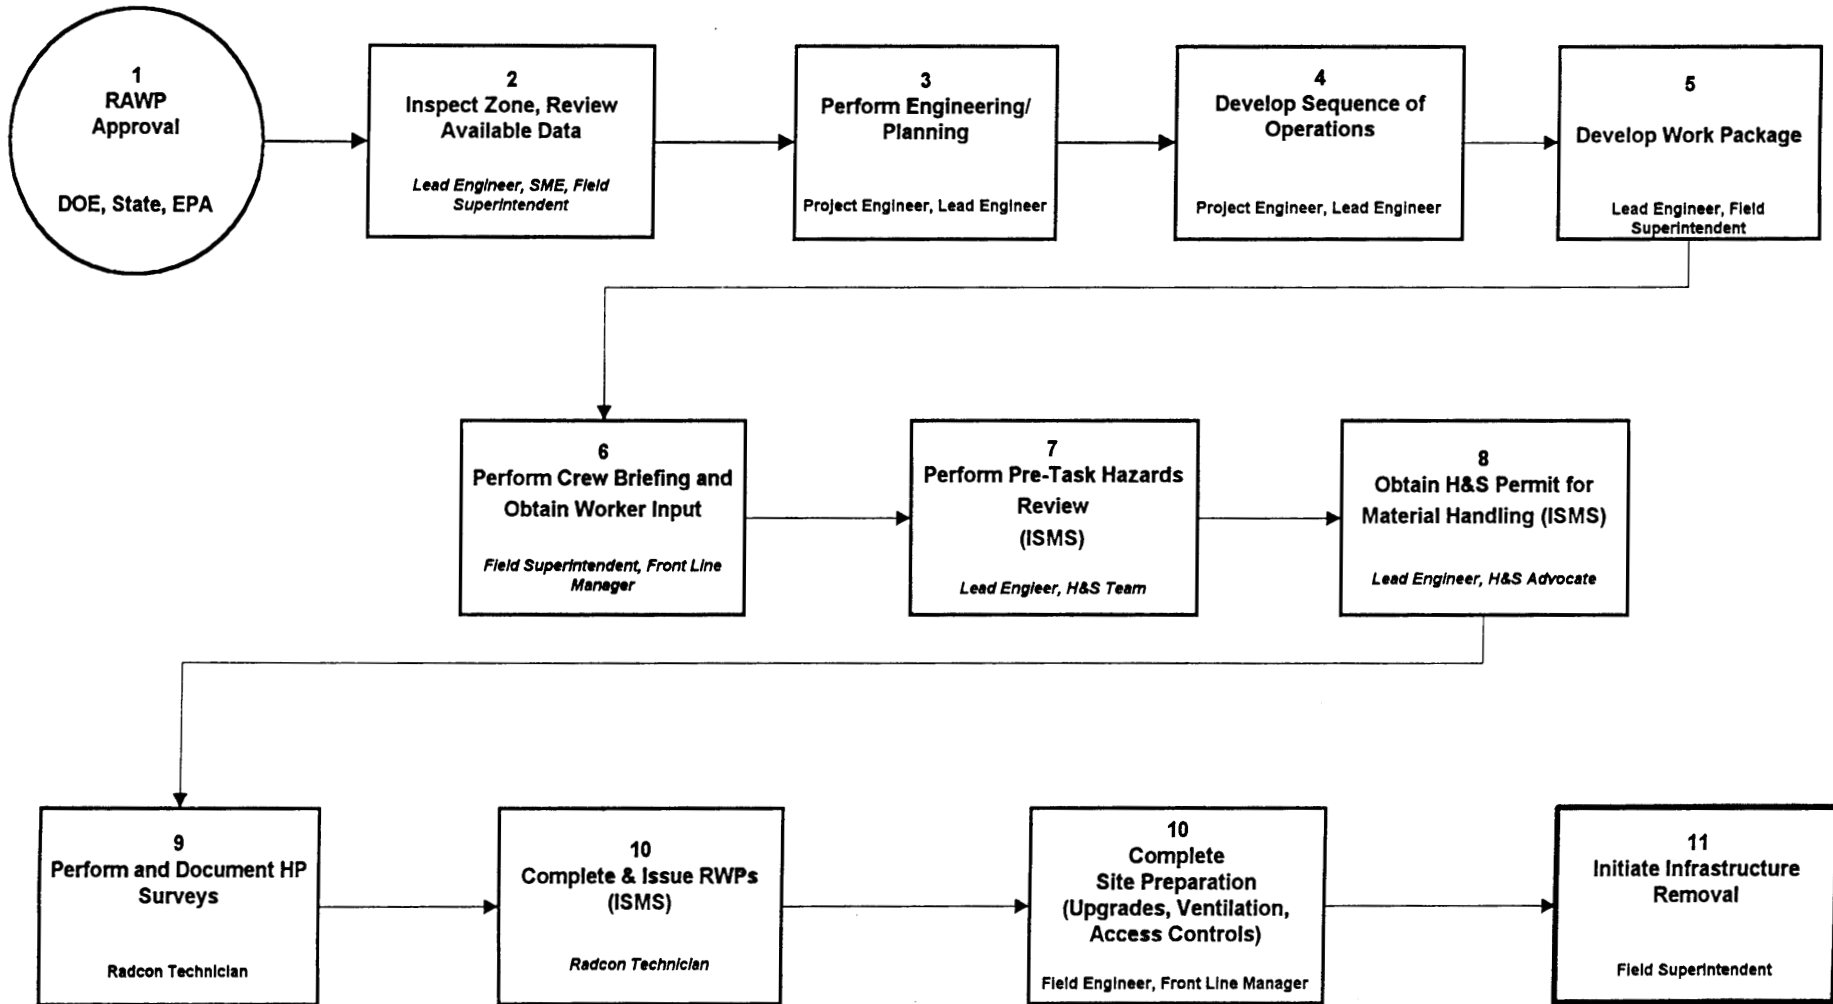 1
RAWP
Approval
DOE, State, EPA
2
Inspect Zone, Review
Available Data
Lead Engineer, SME, Field
Superintendent
3
Perform Engineering/
Planning
Project Engineer, Lead Engineer
4
Develop Sequence of
Operations
Project Engineer, Lead Engineer
5
Develop Work Package
Lead Engineer, Field
Superintendent
6
Perform Crew Briefing and
Obtain Worker Input
Field Superintendent, Front Line
Manager
7
Perform Pre-Task Hazards
Review
(ISMS)
Lead Engieer, H&S Team
8
Obtain H&S Permit for
Material Handling (ISMS)
Lead Engineer, H&S Advocate
9
Perform and Document HP
Surveys
Radcon Technician
10
Complete & Issue RWPs
(ISMS)
Radcon Technician
10
Complete
Site Preparation
(Upgrades, Ventilation,
Access Controls)
Field Engineer, Front Line Manager
11
Initiate Infrastructure
Removal
Field Superintendent